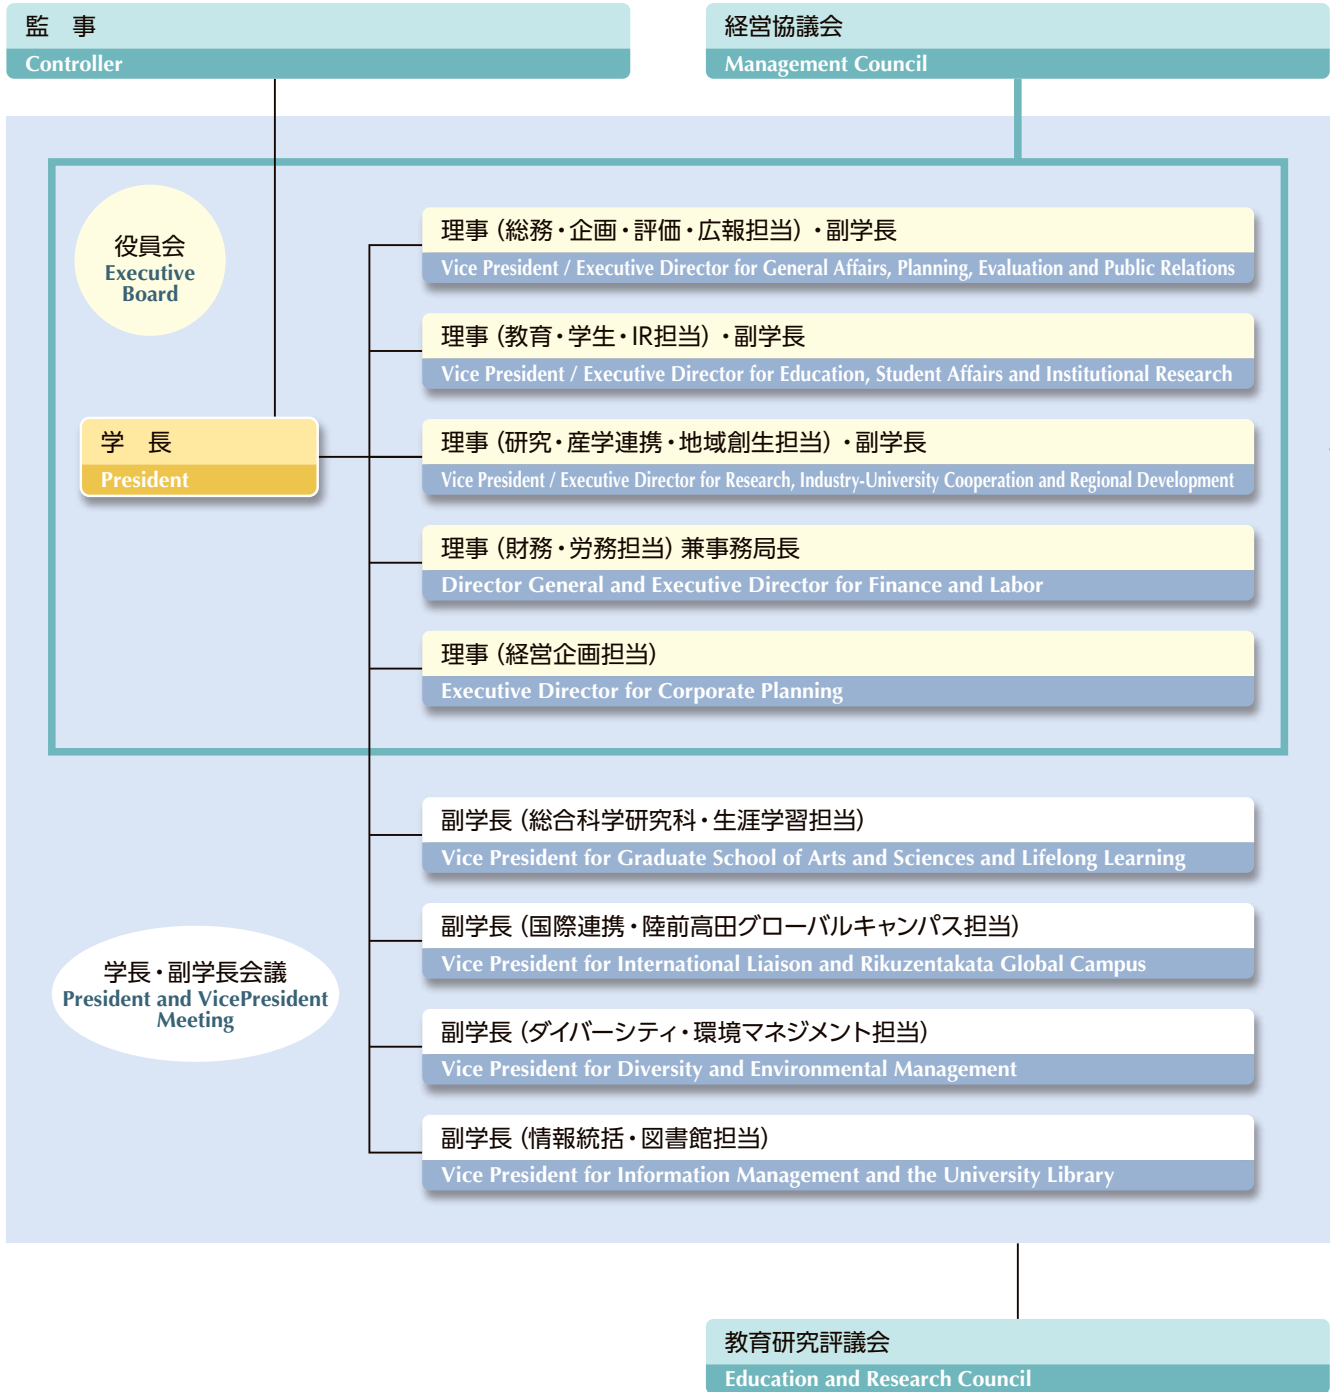 監　事
Controller
経営協議会
Management Council
役員会
Executive
Board
理事（総務・企画・評価・広報担当）・副学長
Vice President / Executive Director for General Affairs, Planning, Evaluation and Public Relations
理事（教育・学生・IR担当）・副学長
Vice President / Executive Director for Education, Student Affairs and Institutional Research
学　長
President
理事（研究・産学連携・地域創生担当）・副学長
Vice President / Executive Director for Research, Industry-University Cooperation and Regional Development
理事（財務・労務担当）兼事務局長
Director General and Executive Director for Finance and Labor
理事（経営企画担当）
Executive Director for Corporate Planning
副学長（総合科学研究科・生涯学習担当）
Vice President for Graduate School of Arts and Sciences and Lifelong Learning
副学長（国際連携・陸前高田グローバルキャンパス担当）
Vice President for International Liaison and Rikuzentakata Global Campus
学長・副学長会議
President and VicePresident
Meeting
副学長（ダイバーシティ・環境マネジメント担当）
Vice President for Diversity and Environmental Management
副学長（情報統括・図書館担当）
Vice President for Information Management and the University Library
教育研究評議会
Education and Research Council